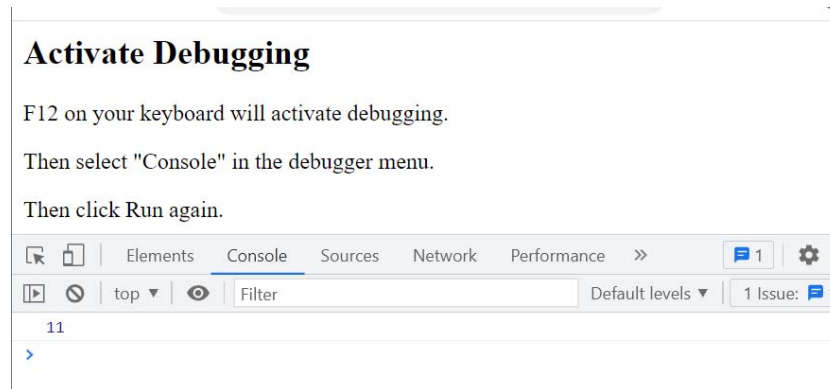 Activate Debugging
F12 on your keyboard will activate debugging.
Then select "Console" in the debugger menu.
Then click Run again.
Elements Console Sources Network Performance » 1
top ▼ Filter Default levels ▼ 1 Issue:
11
>